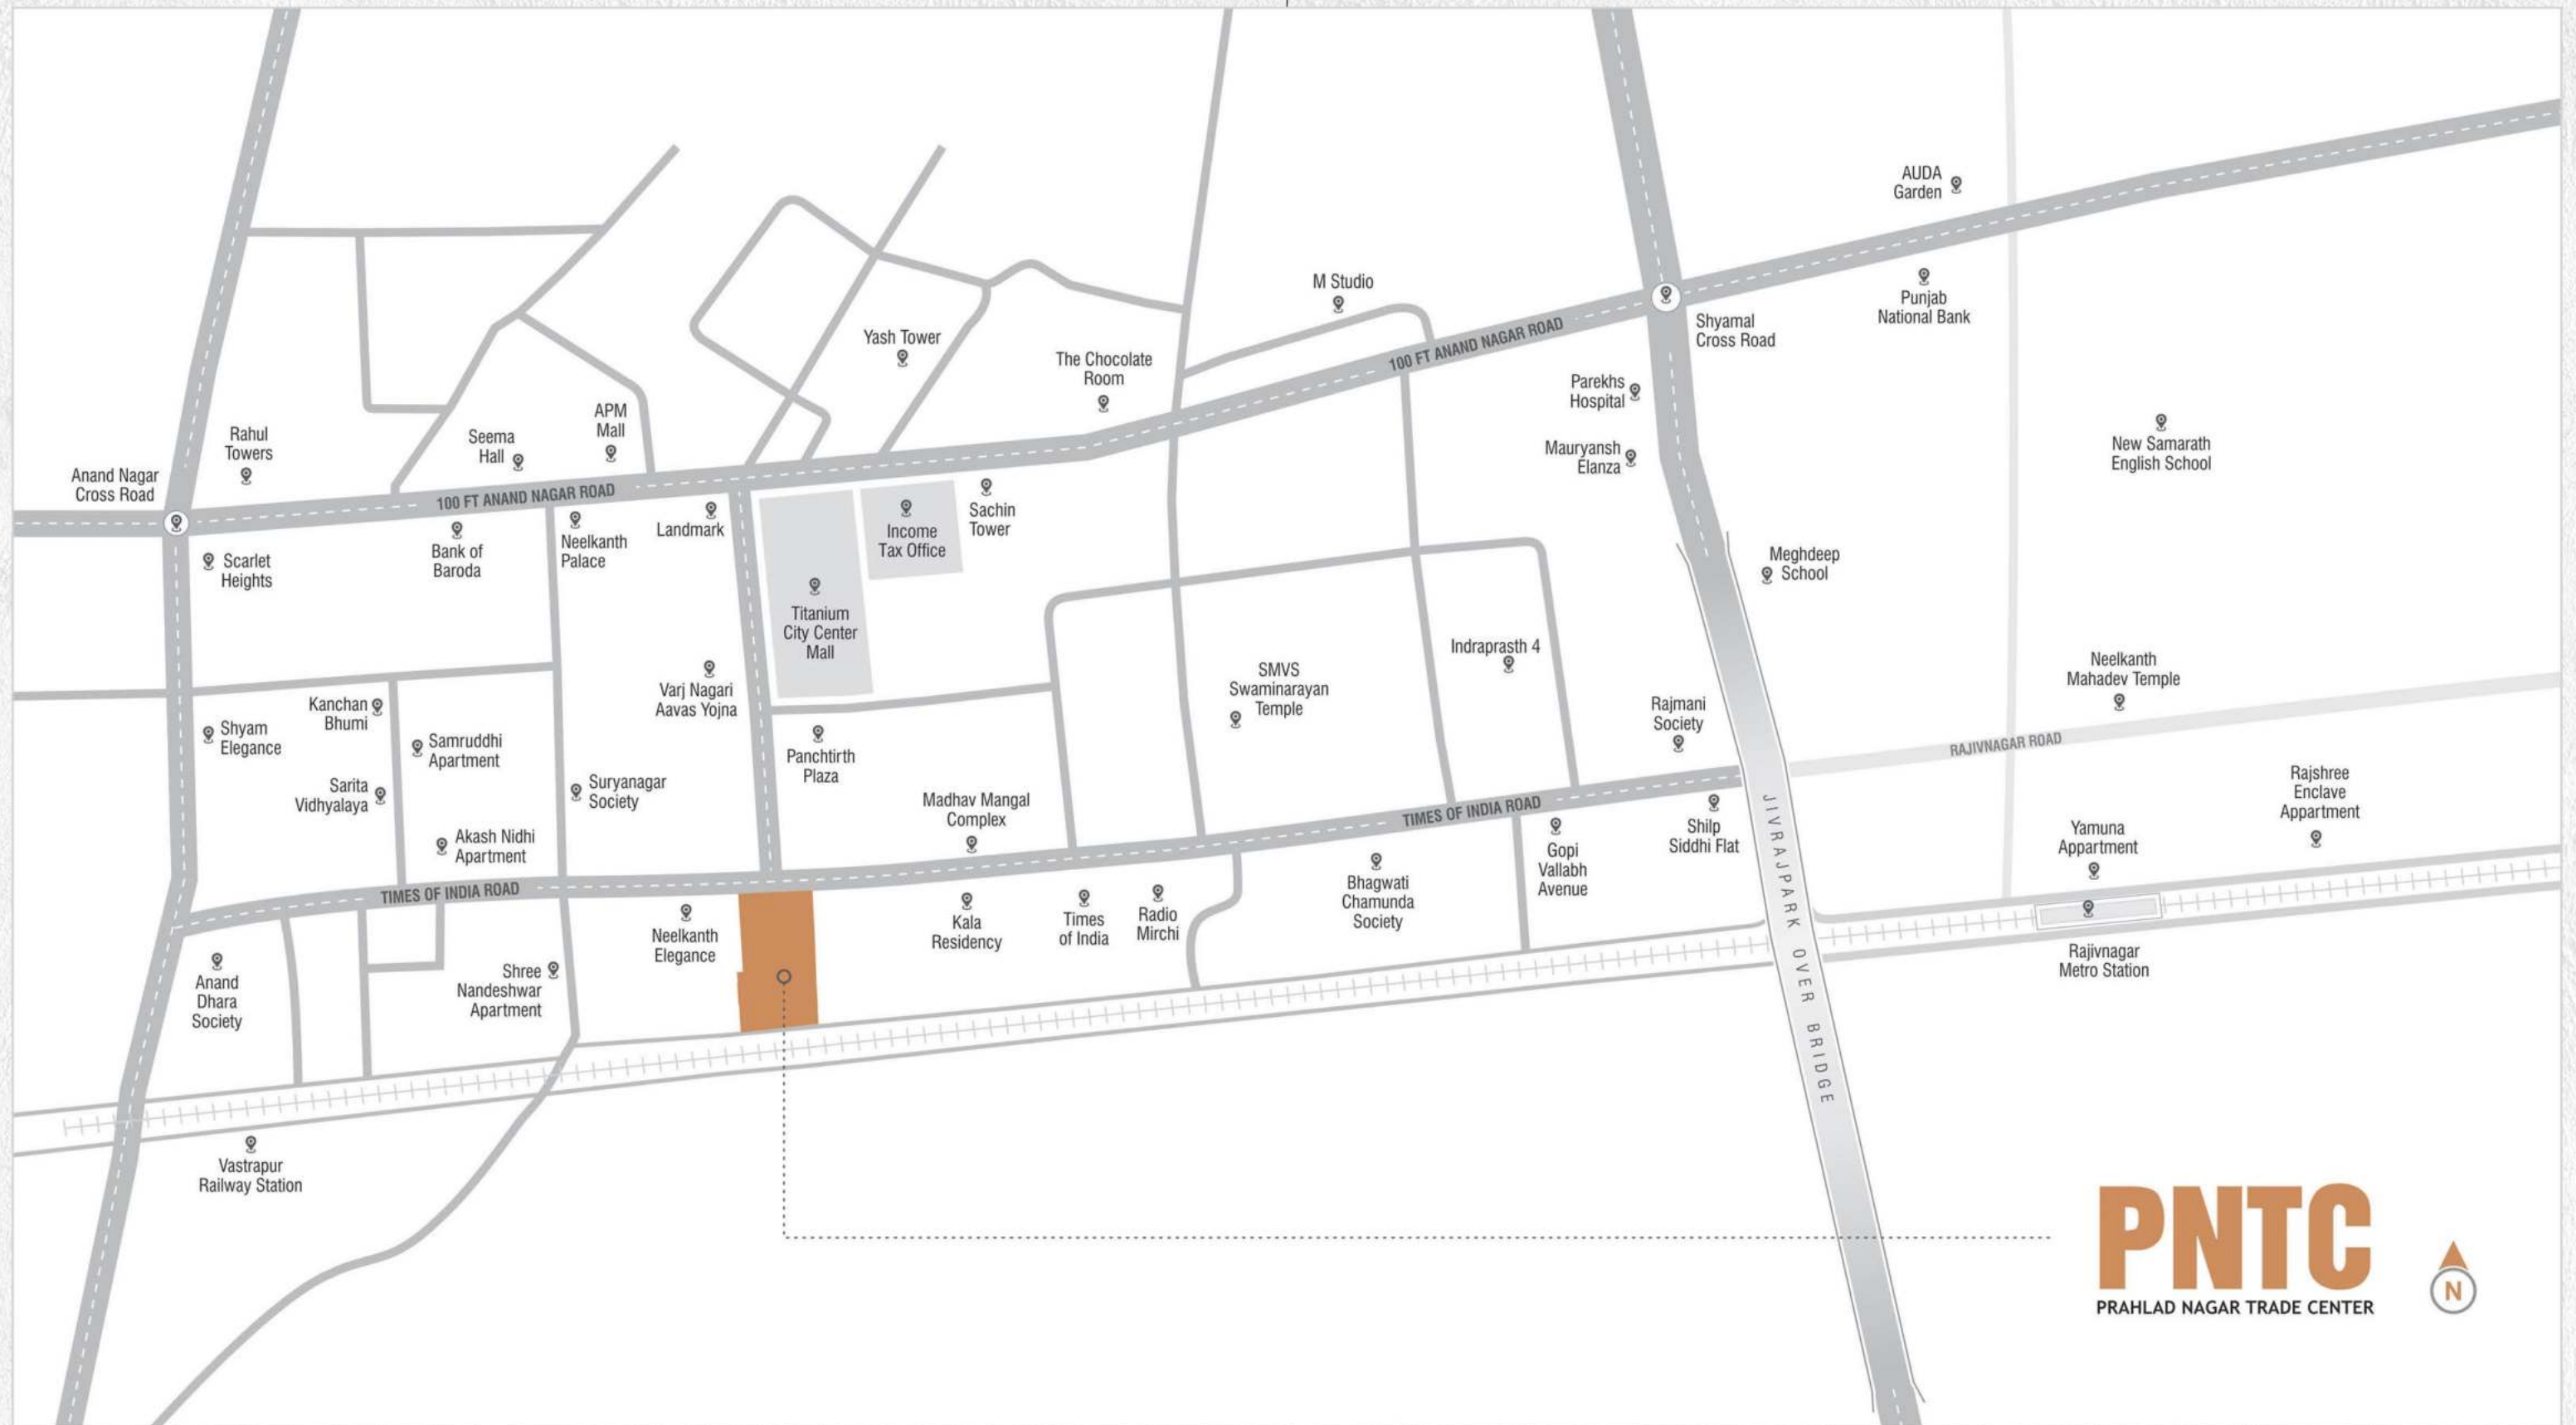 AUDA
Garden
M Studio
Punjab
National Bank
Shyamal
Cross Road
100 FT ANAND NAGAR ROAD
Yash Tower
The Chocolate
Room
Parekhs
Hospital
Mauryansh
Elanza
New Samarath
English School
APM
Mall
Seema
Hall
Rahul
Towers
Anand Nagar
Cross Road
100 FT ANAND NAGAR ROAD
Landmark
Income
Tax Office
Sachin
Tower
Scarlet
Heights
Bank of
Baroda
Neelkanth
Palace
Meghdeep
School
Titanium
City Center
Mall
Indraprasth 4
SMVS
Swaminarayan
Temple
Neelkanth
Mahadev Temple
Varj Nagari
Aavas Yojna
Kanchan
Bhumi
Shyam
Elegance
Samruddhi
Apartment
Rajmani
Society
RAJIVNAGAR ROAD
Panchtirth
Plaza
Sarita
Vidhyalaya
Suryanagar
Society
Madhav Mangal
Complex
TIMES OF INDIA ROAD
Rajshree
Enclave
Appartment
Akash Nidhi
Apartment
Shilp
Siddhi Flat
Yamuna
Appartment
Gopi
Vallabh
Avenue
JIVRAJPARK OVER BRIDGE
TIMES OF INDIA ROAD
Bhagwati
Chamunda
Society
Neelkanth
Elegance
Kala
Residency
Times
of India
Radio
Mirchi
Rajivnagar
Metro Station
Anand
Dhara
Society
Shree
Nandeshwar
Apartment
Vastrapur
Railway Station
PNTC
PRAHLAD NAGAR TRADE CENTER
N